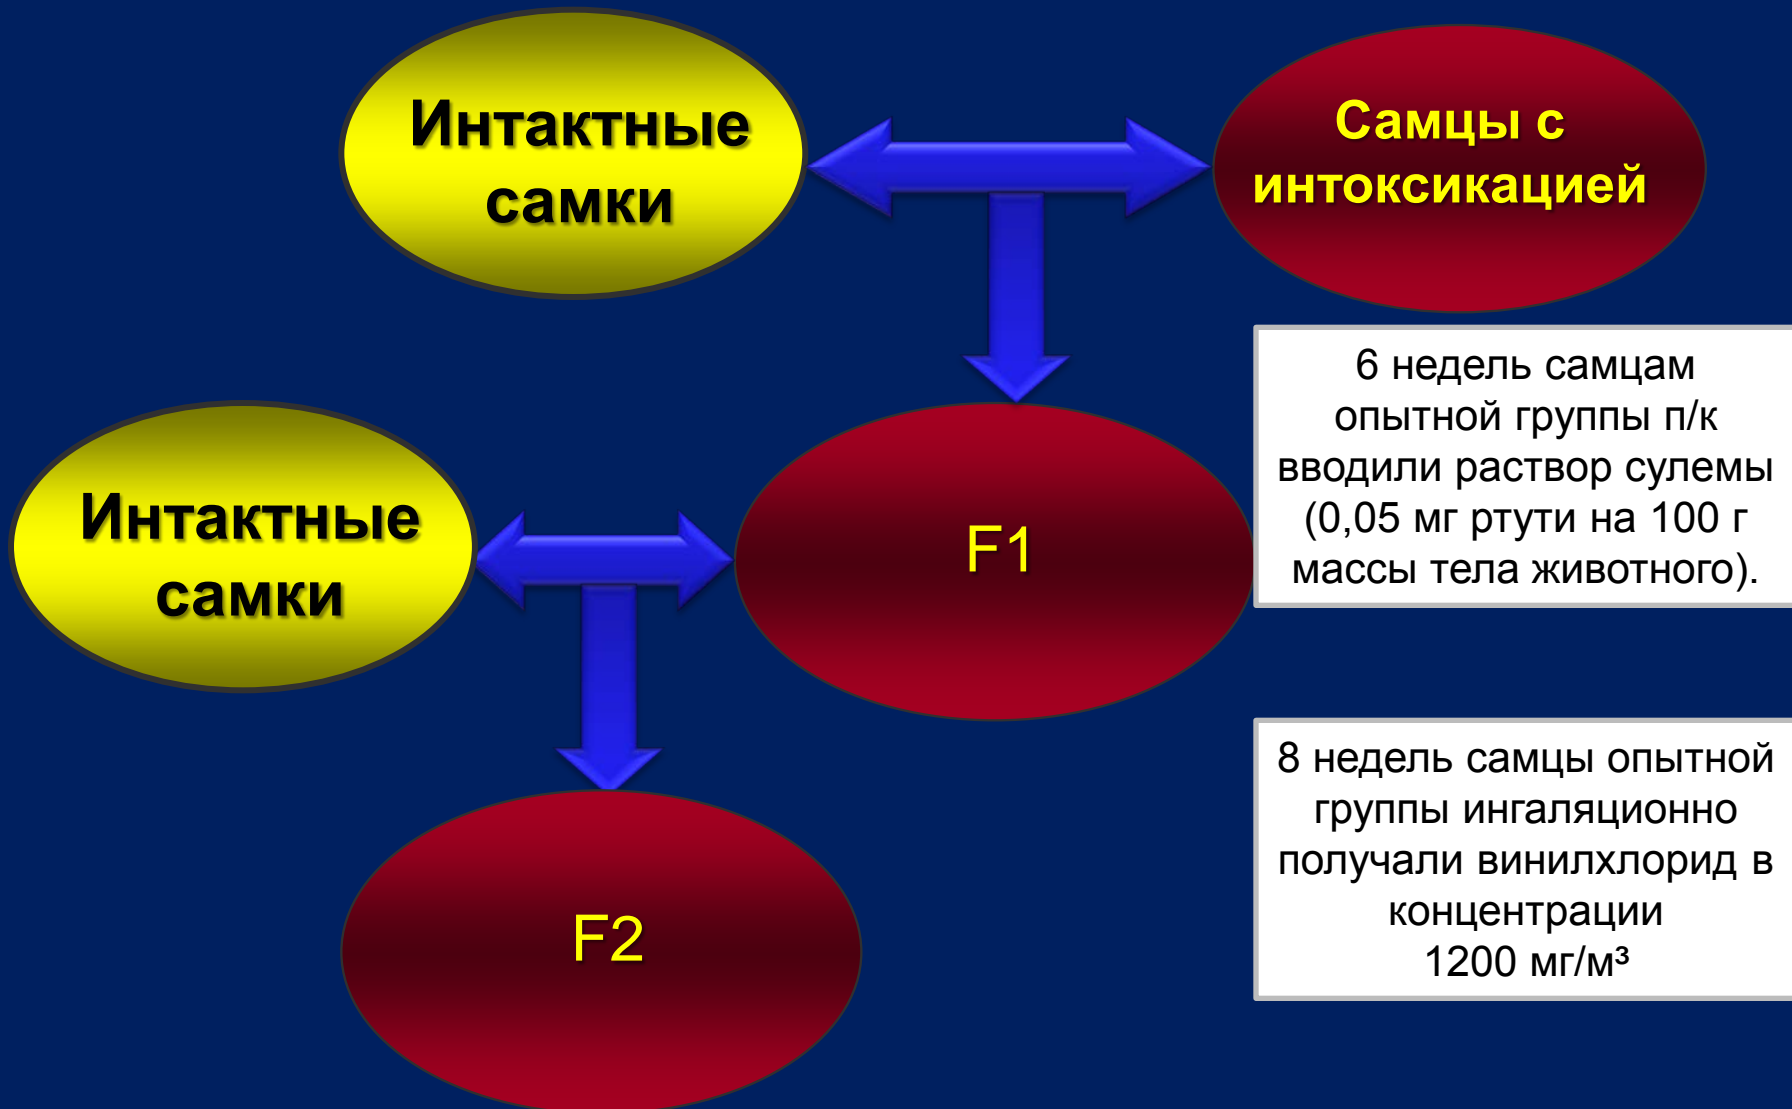 Интактные
самки
Самцы с
интоксикацией
6 недель самцам
опытной группы п/к
вводили раствор сулемы
(0,05 мг ртути на 100 г
массы тела животного).
Интактные
самки
F1
8 недель самцы опытной
группы ингаляционно
получали винилхлорид в
концентрации
1200 мг/м³
F2